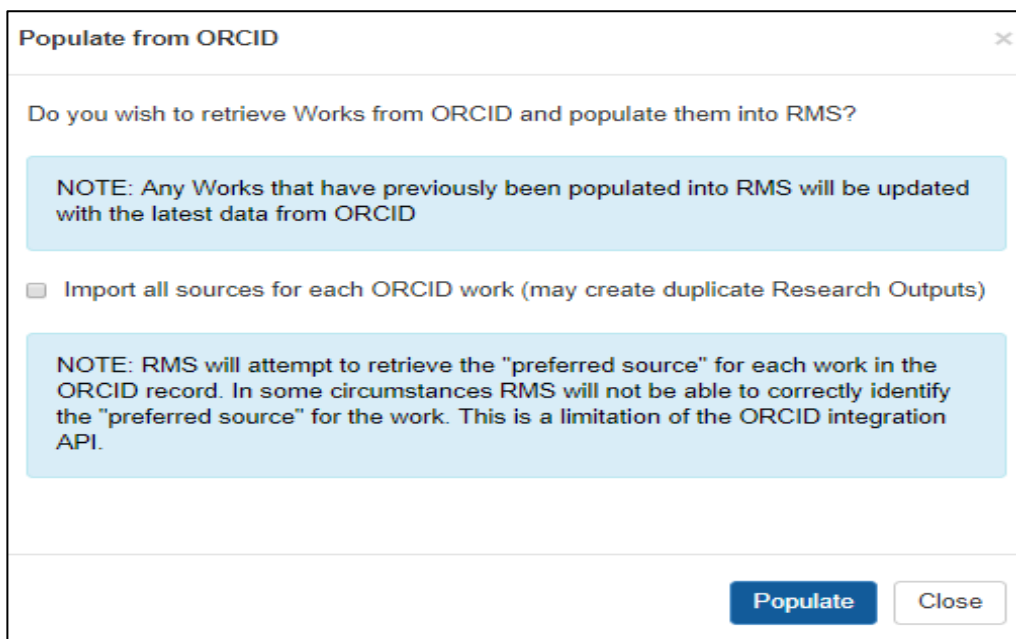 Populate from ORCID
×
Do you wish to retrieve Works from ORCID and populate them into RMS?
NOTE: Any Works that have previously been populated into RMS will be updated
with the latest data from ORCID
Import all sources for each ORCID work (may create duplicate Research Outputs)
NOTE: RMS will attempt to retrieve the "preferred source" for each work in the
ORCID record. In some circumstances RMS will not be able to correctly identify
the "preferred source" for the work. This is a limitation of the ORCID integration
API.
Populate
Close